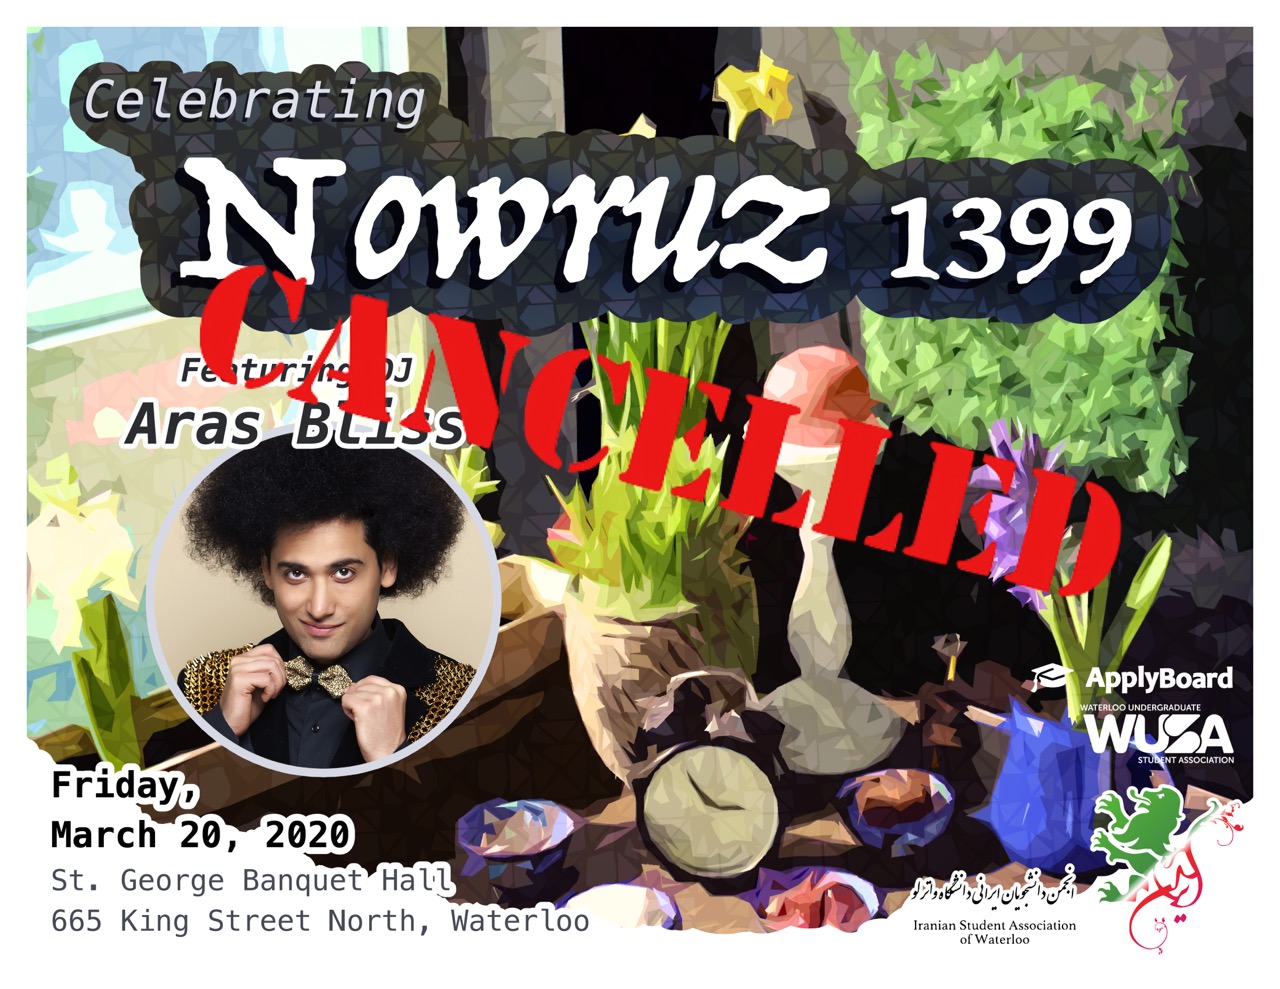 Celebrating
Nowruz 1399
CANCELLED
Featuring DJ
Aras Bliss
Friday,
March 20, 2020
St. George Banquet Hall
665 King Street North, Waterloo
ApplyBoard
WATERLOO UNDERGRADUATE
WUSA
STUDENT ASSOCIATION
انجمن دانشجویان ایرانی دانشگاه واترلو
Iranian Student Association
of Waterloo